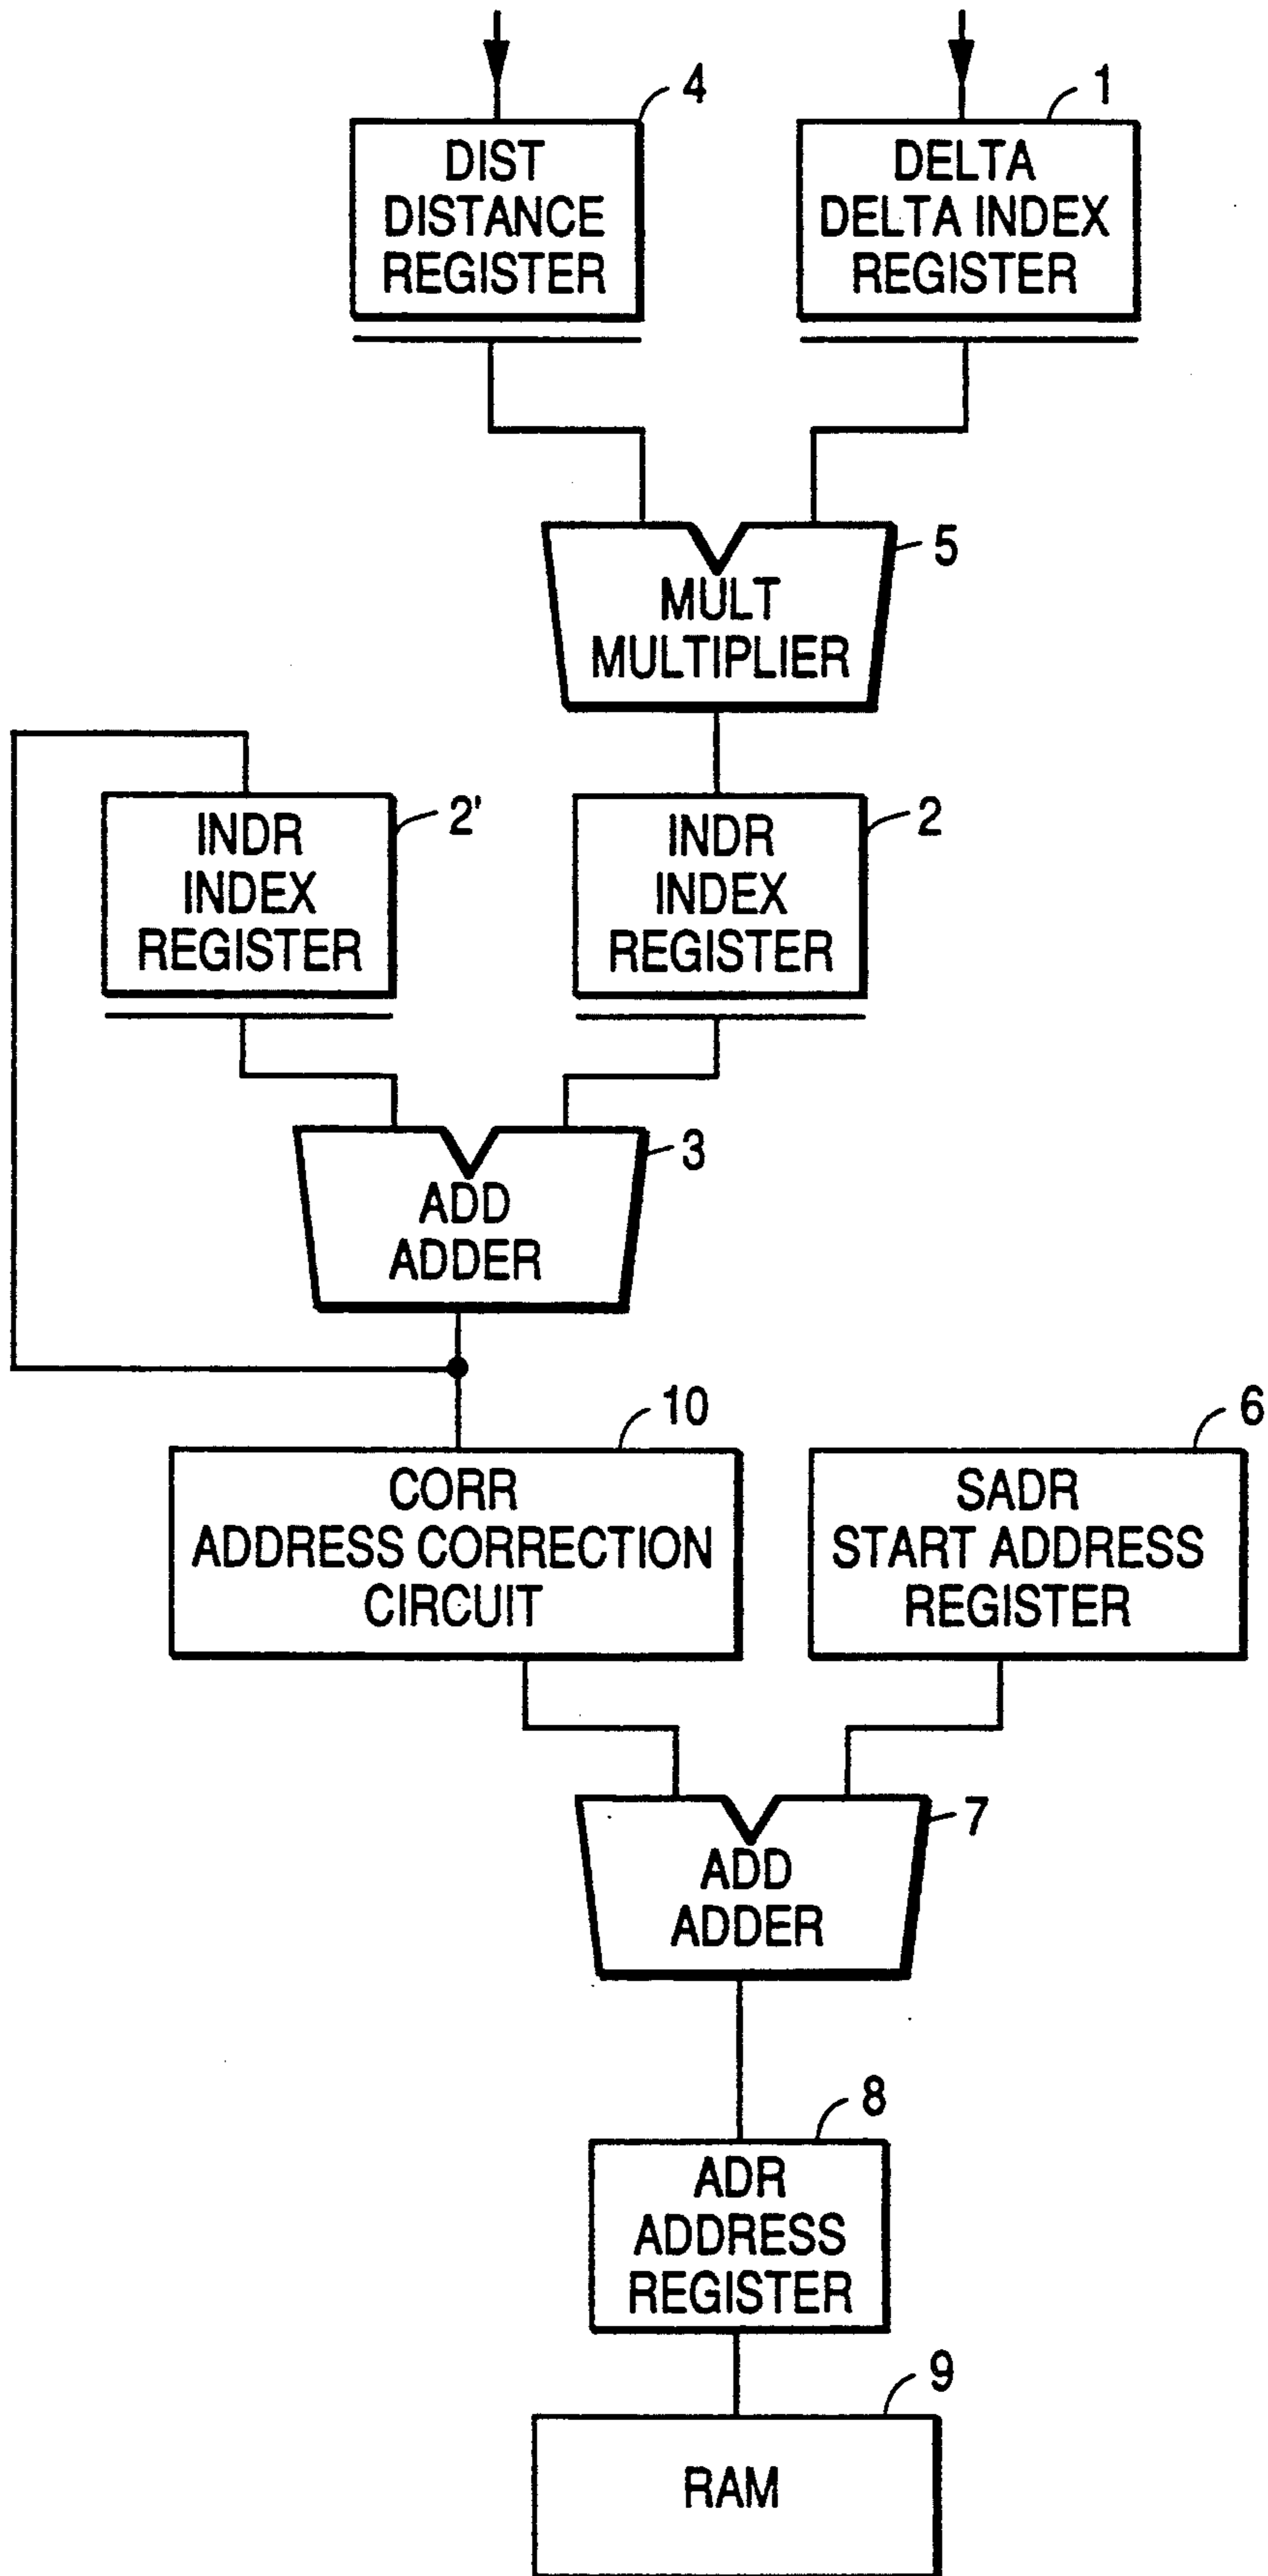 4
1
DIST
DISTANCE
REGISTER
DELTA
DELTA INDEX
REGISTER
5
MULT
MULTIPLIER
2'
INDR
INDEX
REGISTER
2
INDR
INDEX
REGISTER
3
ADD
ADDER
10
CORR
ADDRESS CORRECTION
CIRCUIT
6
SADR
START ADDRESS
REGISTER
7
ADD
ADDER
8
ADR
ADDRESS
REGISTER
9
RAM